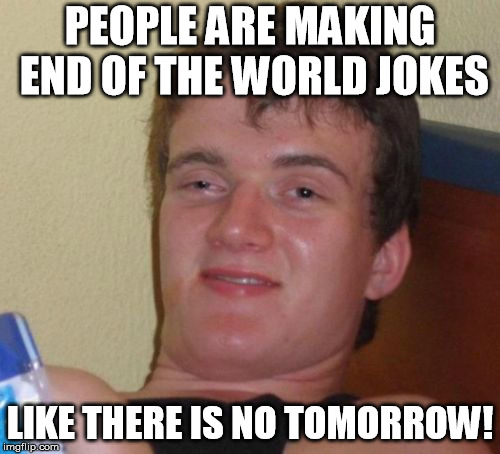 PEOPLE ARE MAKING
END OF THE WORLD JOKES
LIKE THERE IS NO TOMORROW!
imgflip.com